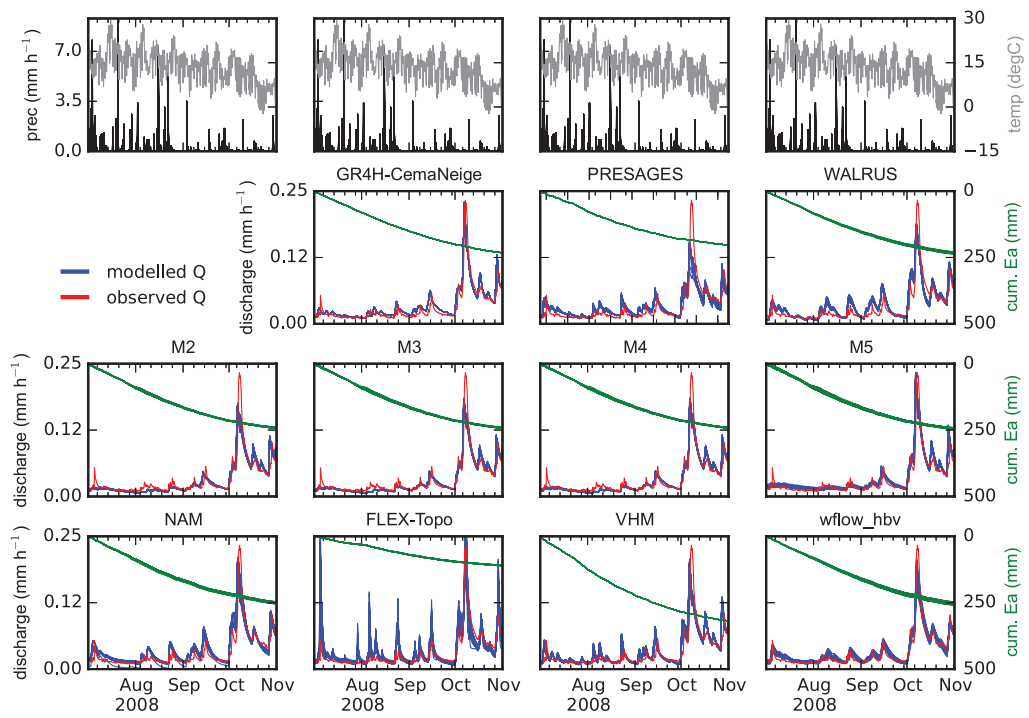 prec (mm h⁻¹)
7.0
3.5
0.0
30
15
0
−15
temp (degC)
GR4H-CemaNeige
PRESAGES
WALRUS
modelled Q
observed Q
discharge (mm h⁻¹)
0.25
0.12
0.00
0
250
500
cum. Ea (mm)
M2
M3
M4
M5
discharge (mm h⁻¹)
0.25
0.12
0.00
0
250
500
cum. Ea (mm)
NAM
FLEX-Topo
VHM
wflow_hbv
discharge (mm h⁻¹)
0.25
0.12
0.00
0
250
500
cum. Ea (mm)
Aug Sep Oct Nov
2008
Aug Sep Oct Nov
2008
Aug Sep Oct Nov
2008
Aug Sep Oct Nov
2008